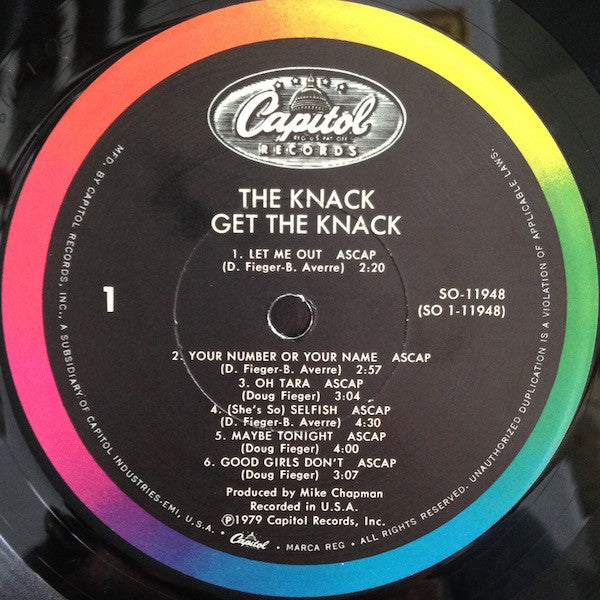 Capitol
REG. U.S. PAT. OFF.
RECORDS
THE KNACK
GET THE KNACK
1. LET ME OUT ASCAP
(D. Fieger-B. Averre) 2:20
1
SO-11948
(SO 1-11948)
2. YOUR NUMBER OR YOUR NAME ASCAP
(D. Fieger-B. Averre) 2:57
3. OH TARA ASCAP
(Doug Fieger) 3:04
4. (She's So) SELFISH ASCAP
(D. Fieger-B. Averre) 4:30
5. MAYBE TONIGHT ASCAP
(Doug Fieger) 4:00
6. GOOD GIRLS DON'T ASCAP
(Doug Fieger) 3:07
Produced by Mike Chapman
Recorded in U.S.A.
Ⓟ1979 Capitol Records, Inc.
MFD. BY CAPITOL RECORDS, INC., A SUBSIDIARY OF CAPITOL INDUSTRIES-EMI, U.S.A. • Capitol • MARCA REG • ALL RIGHTS RESERVED. UNAUTHORIZED DUPLICATION IS A VIOLATION OF APPLICABLE LAWS.